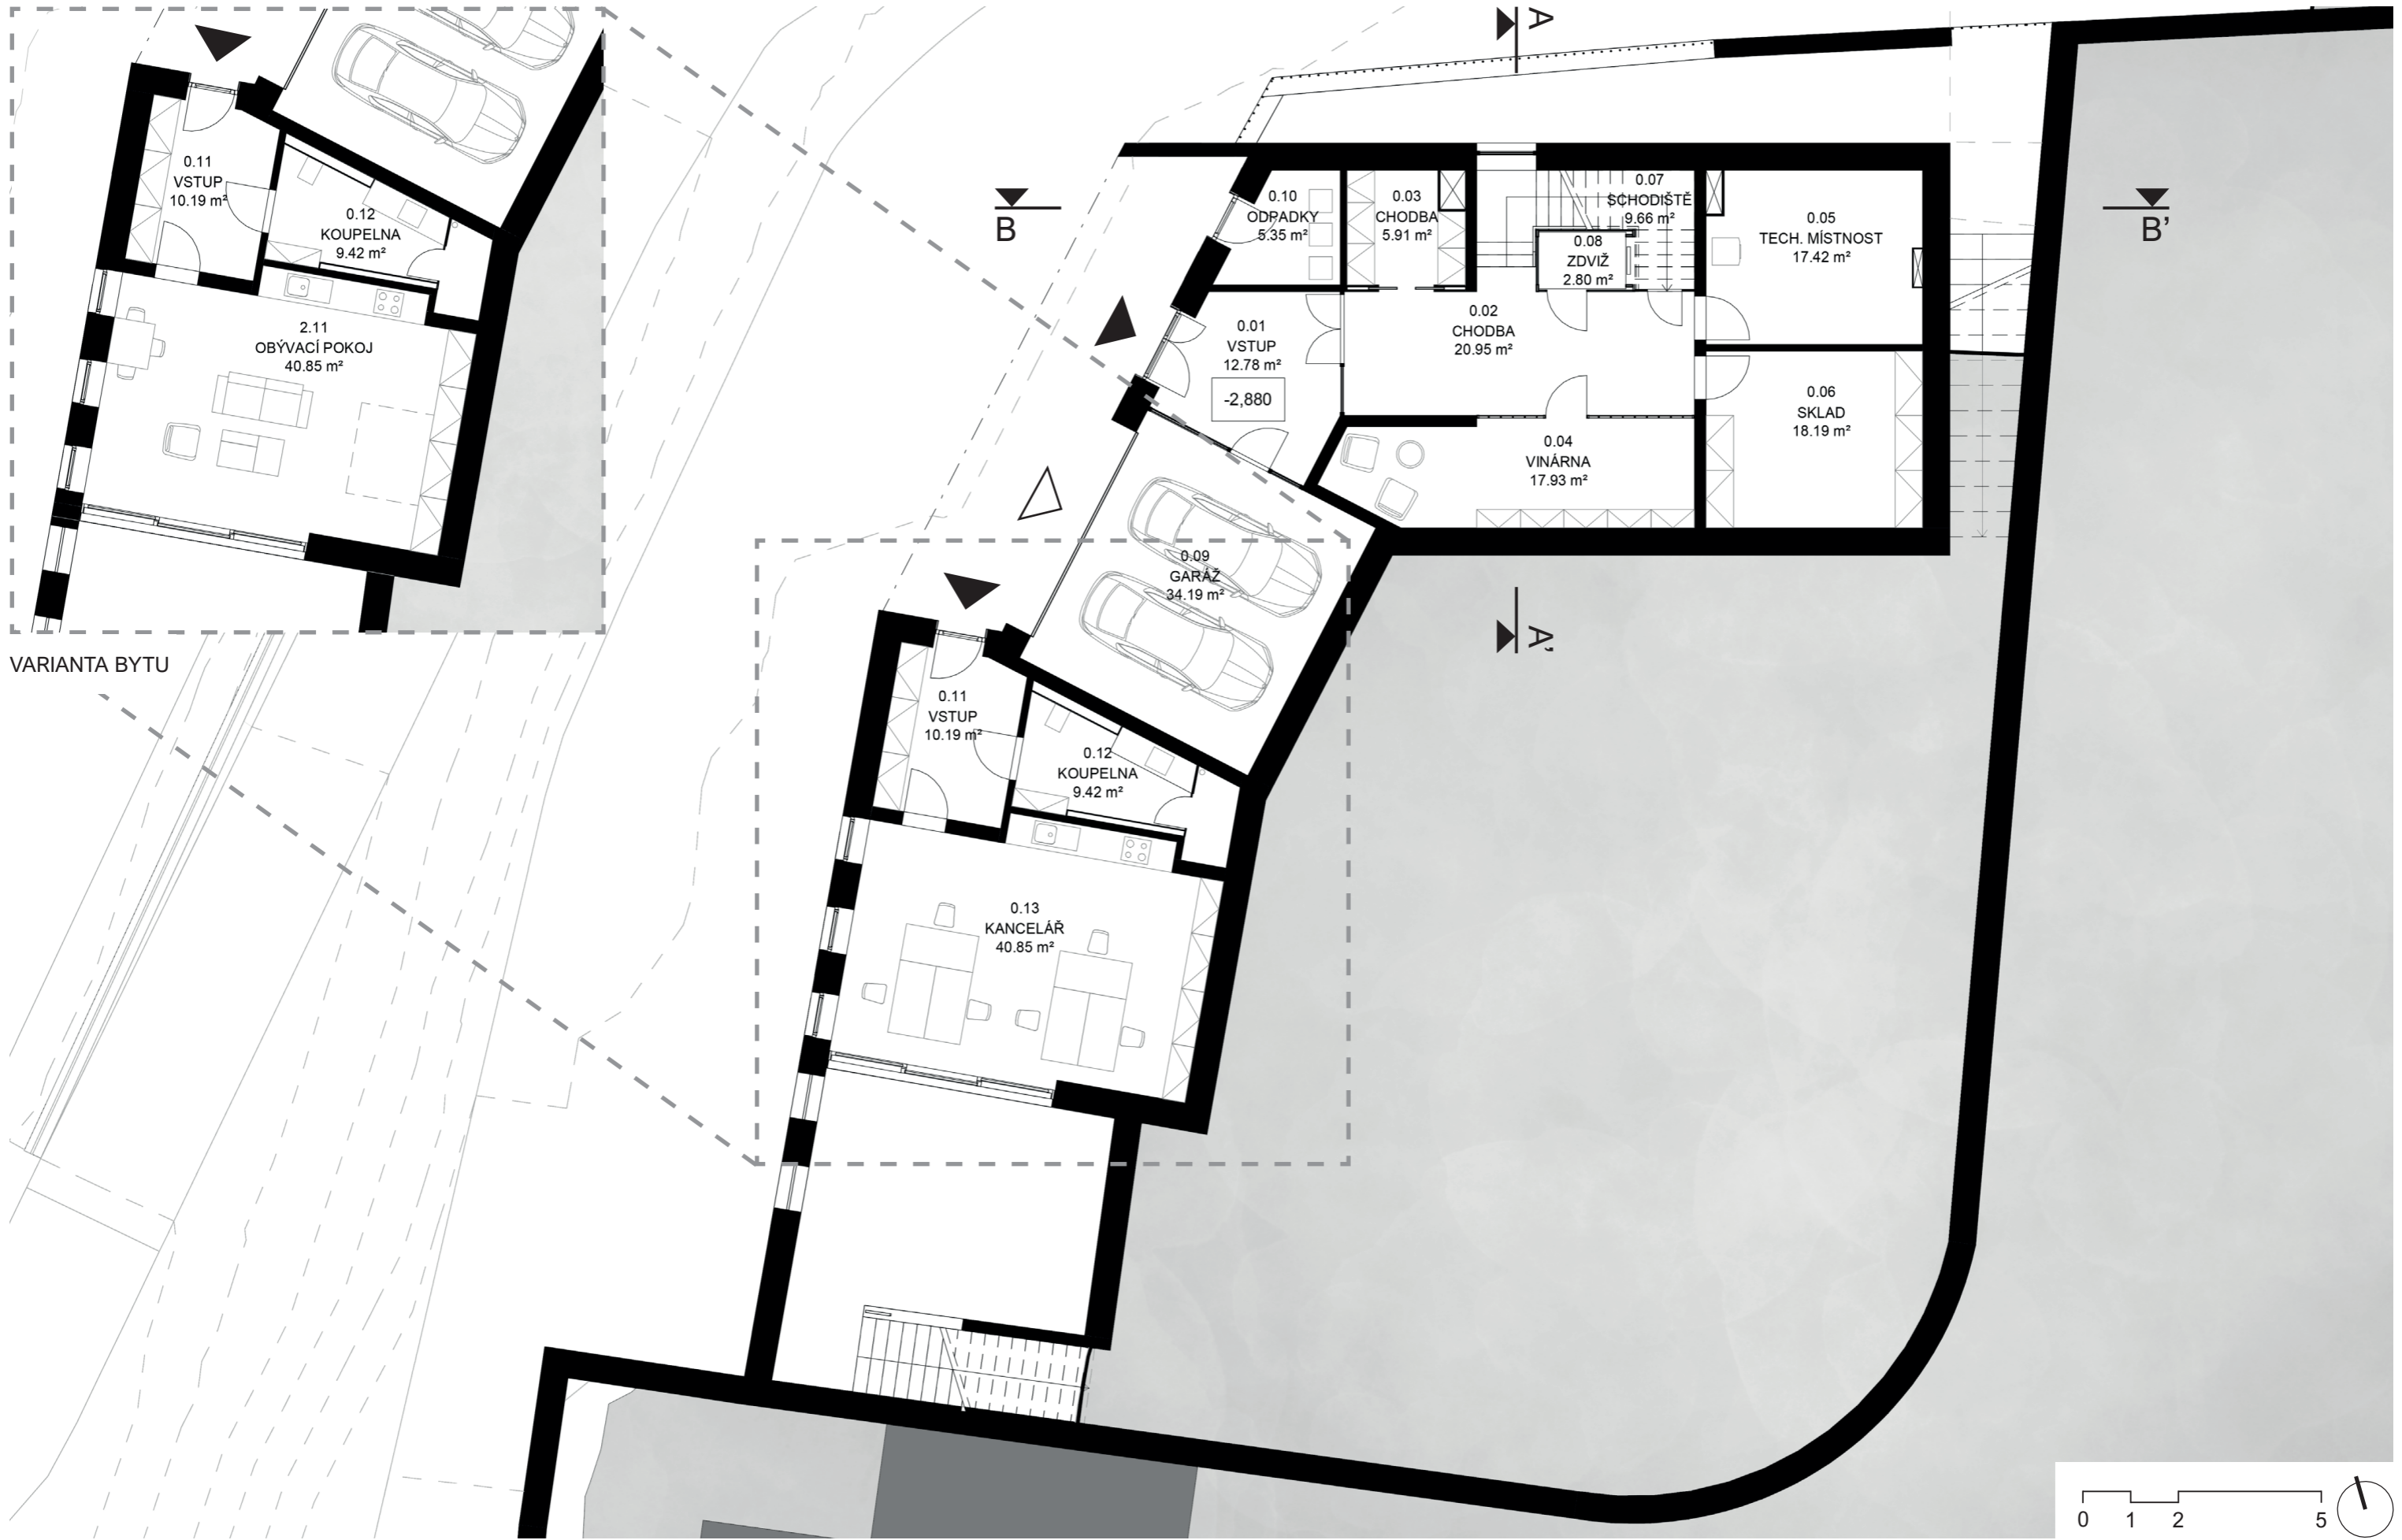 0.11
VSTUP
10.19 m²
0.12
KOUPELNA
9.42 m²
2.11
OBÝVACÍ POKOJ
40.85 m²
VARIANTA BYTU
A
B
B'
0.10
ODPADKY
5.35 m²
0.03
CHODBA
5.91 m²
0.07
SCHODIŠTĚ
9.66 m²
0.08
ZDVIŽ
2.80 m²
0.05
TECH. MÍSTNOST
17.42 m²
0.01
VSTUP
12.78 m²
-2,880
0.02
CHODBA
20.95 m²
0.06
SKLAD
18.19 m²
0.04
VINÁRNA
17.93 m²
0.09
GARÁŽ
34.19 m²
A'
0.11
VSTUP
10.19 m²
0.12
KOUPELNA
9.42 m²
0.13
KANCELÁŘ
40.85 m²
0 1 2 5